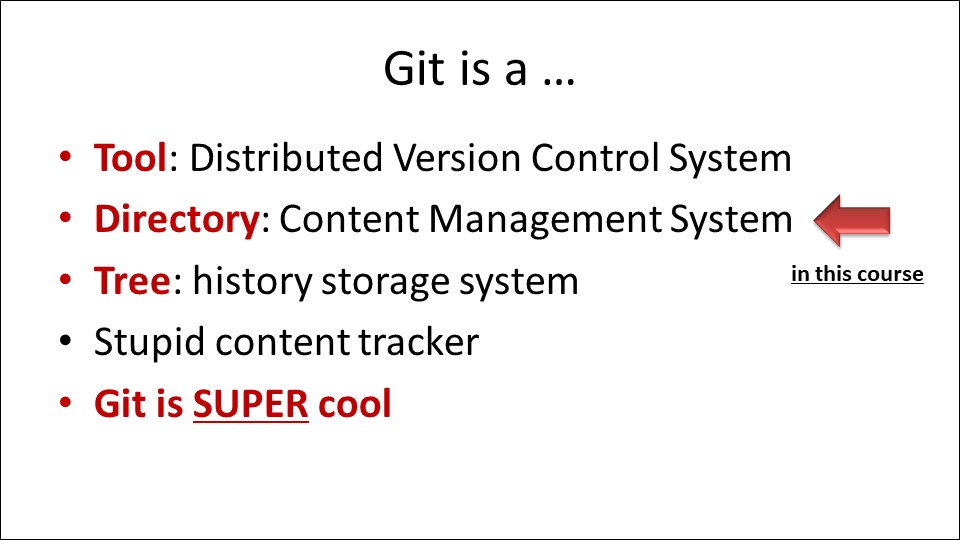 Git is a …
• Tool: Distributed Version Control System
• Directory: Content Management System
in this course
• Tree: history storage system
• Stupid content tracker
• Git is SUPER cool